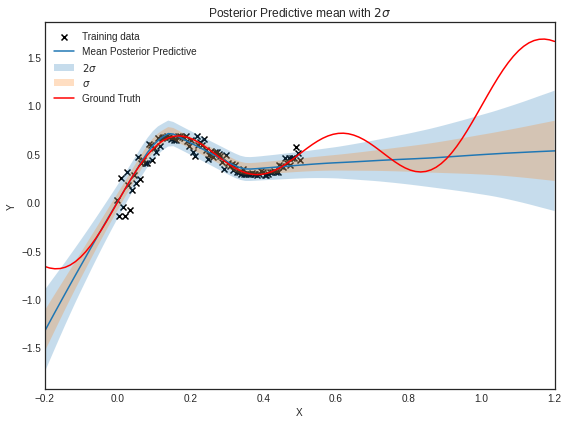 Posterior Predictive mean with 2σ
Training data
Mean Posterior Predictive
2σ
σ
Ground Truth
Y
1.5
1.0
0.5
0.0
−0.5
−1.0
−1.5
−0.2 0.0 0.2 0.4 0.6 0.8 1.0 1.2
X